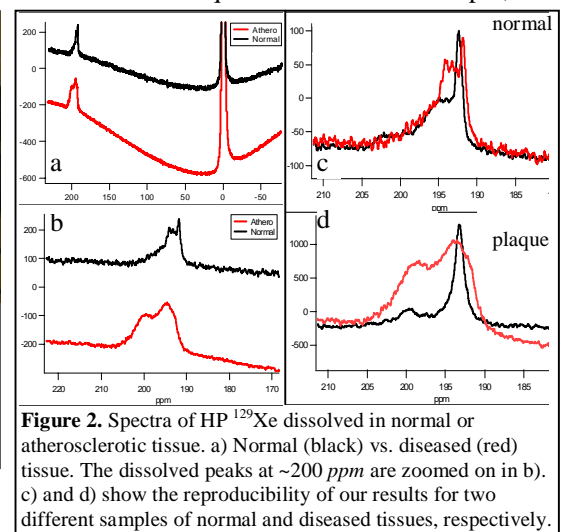 Athero
Normal
200
0
-200
-400
-600
a
200
150
100
50
0
-50
normal
100
50
0
-50
-100
c
210
205
200
195
190
185
ppm
b
Athero
Normal
200
100
0
-100
-200
220
210
200
190
180
170
ppm
d
plaque
1000
500
0
-500
210
205
200
195
190
185
ppm
Figure 2. Spectra of HP ¹²⁹Xe dissolved in normal or
atherosclerotic tissue. a) Normal (black) vs. diseased (red)
tissue. The dissolved peaks at ~200 ppm are zoomed on in b).
c) and d) show the reproducibility of our results for two
different samples of normal and diseased tissues, respectively.